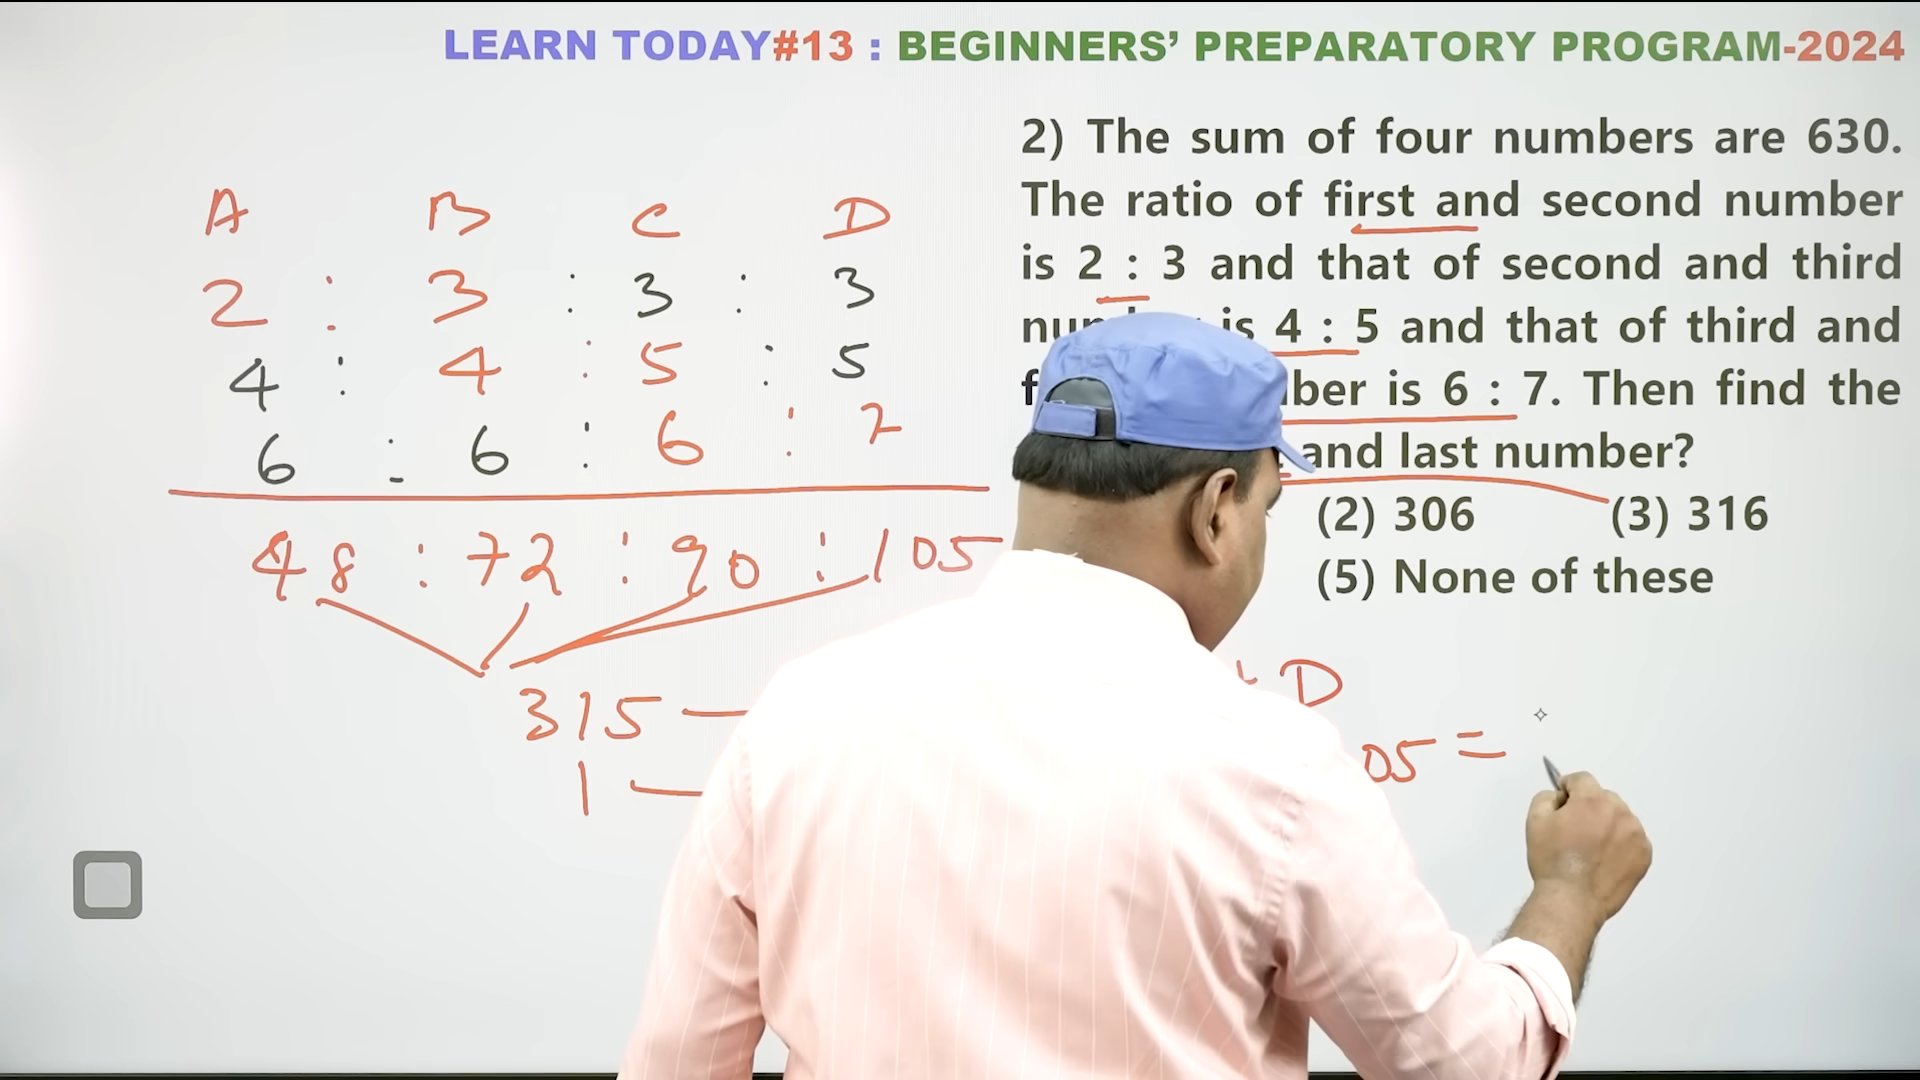 LEARN TODAY#13 : BEGINNERS’ PREPARATORY PROGRAM-2024
2) The sum of four numbers are 630.
The ratio of first and second number
is 2 : 3 and that of second and third
is 4 : 5 and that of third and
is 6 : 7. Then find the
and last number?
(2) 306 (3) 316
(5) None of these
A B C D
2 : 3 : 3 : 3
4 : 4 : 5 : 5
6 : 6 : 6 : 7
48 : 72 : 90 : 105
315 —
1 —
D
05 =